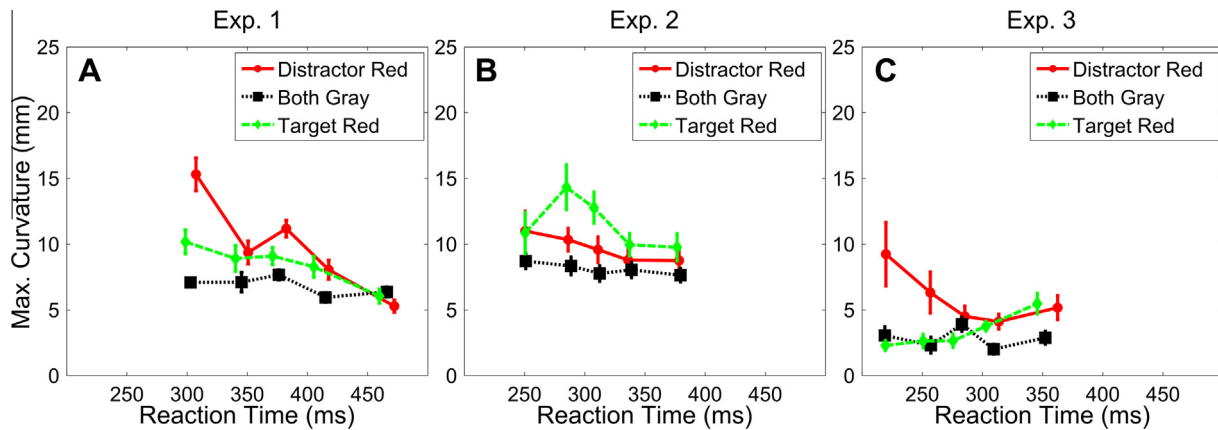 Exp. 1
Exp. 2
Exp. 3
Max. Curvature (mm)
A
Distractor Red
Both Gray
Target Red
25
20
15
10
5
0
250 300 350 400 450
Reaction Time (ms)
B
Distractor Red
Both Gray
Target Red
25
20
15
10
5
0
250 300 350 400 450
Reaction Time (ms)
C
Distractor Red
Both Gray
Target Red
25
20
15
10
5
0
250 300 350 400 450
Reaction Time (ms)